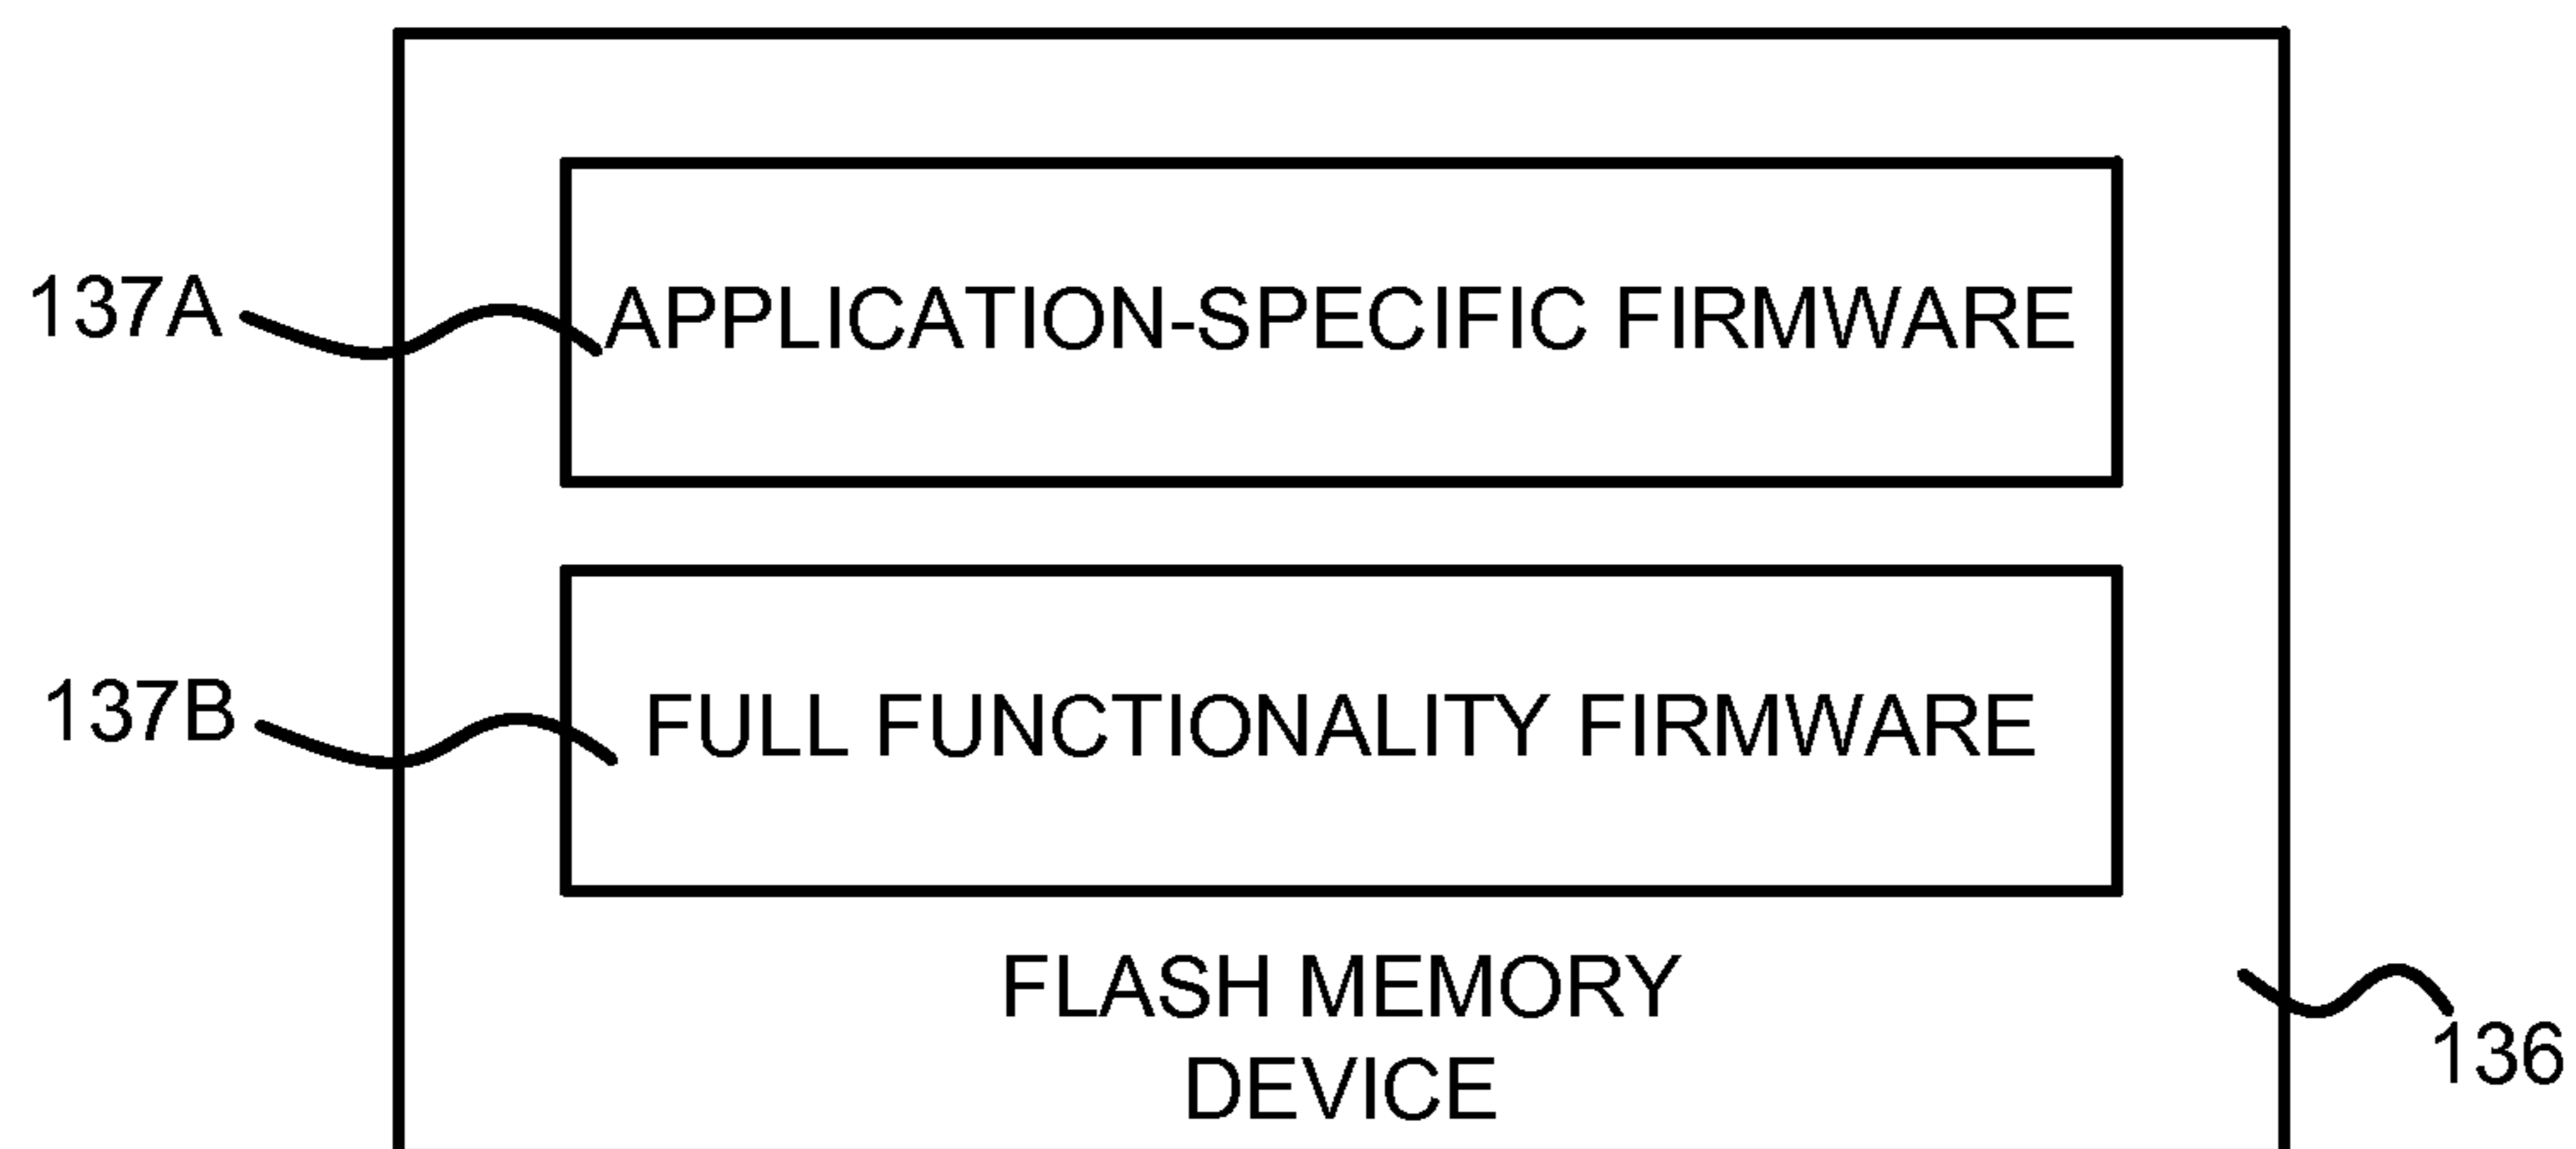 137A
APPLICATION-SPECIFIC FIRMWARE
137B
FULL FUNCTIONALITY FIRMWARE
FLASH MEMORY
DEVICE
136